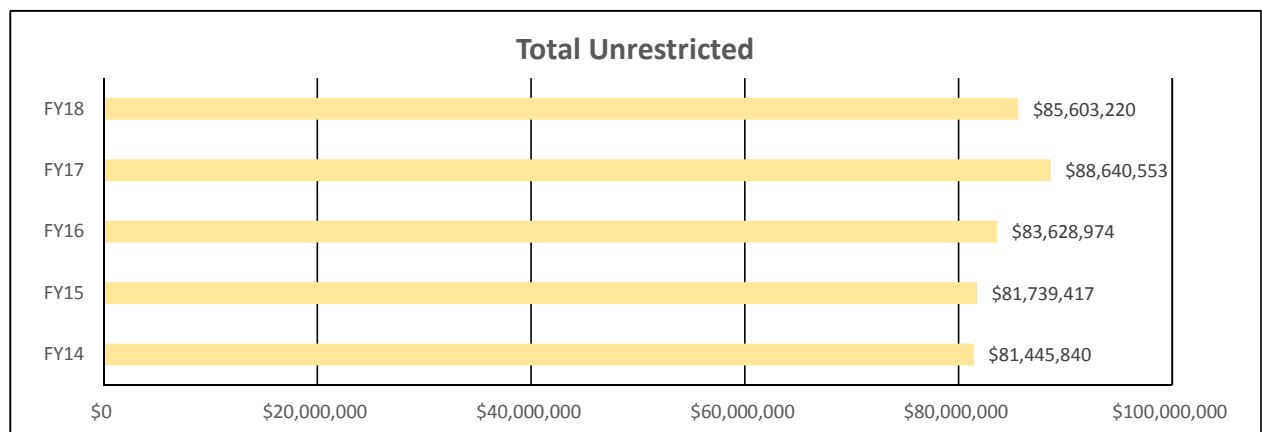 Total Unrestricted
FY18 $85,603,220
FY17 $88,640,553
FY16 $83,628,974
FY15 $81,739,417
FY14 $81,445,840
$0 $20,000,000 $40,000,000 $60,000,000 $80,000,000 $100,000,000